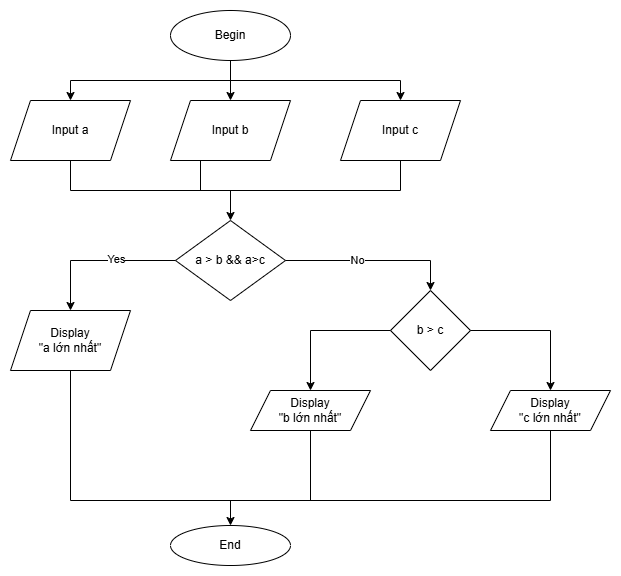 Begin
Input a
Input b
Input c
a > b && a>c
Yes
No
b > c
Display
"a lớn nhất"
Display
"b lớn nhất"
Display
"c lớn nhất"
End